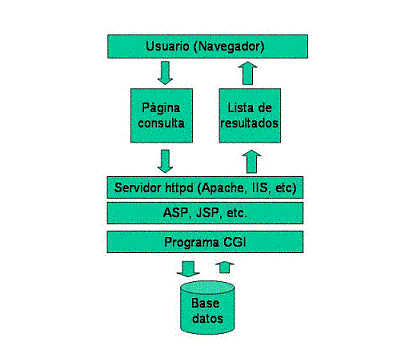 Usuario (Navegador)
Página
consulta
Lista de
resultados
Servidor httpd (Apache, IIS, etc)
ASP, JSP, etc.
Programa CGI
Base
datos